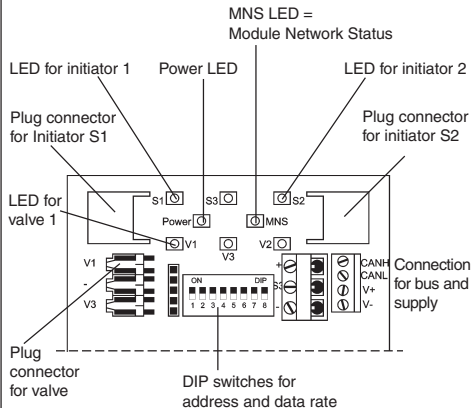 MNS LED =
Module Network Status
LED for initiator 1
Power LED
LED for initiator 2
Plug connector
for Initiator S1
Plug connector
for initiator S2
S1
S3
S2
Power
MNS
LED for
valve 1
V1
V3
V2
V1
-
V3
ON DIP
1 2 3 4 5 6 7 8
+
S3
-
CANH
CANL
V+
V-
Connection
for bus and
supply
Plug
connector
for valve
DIP switches for
address and data rate